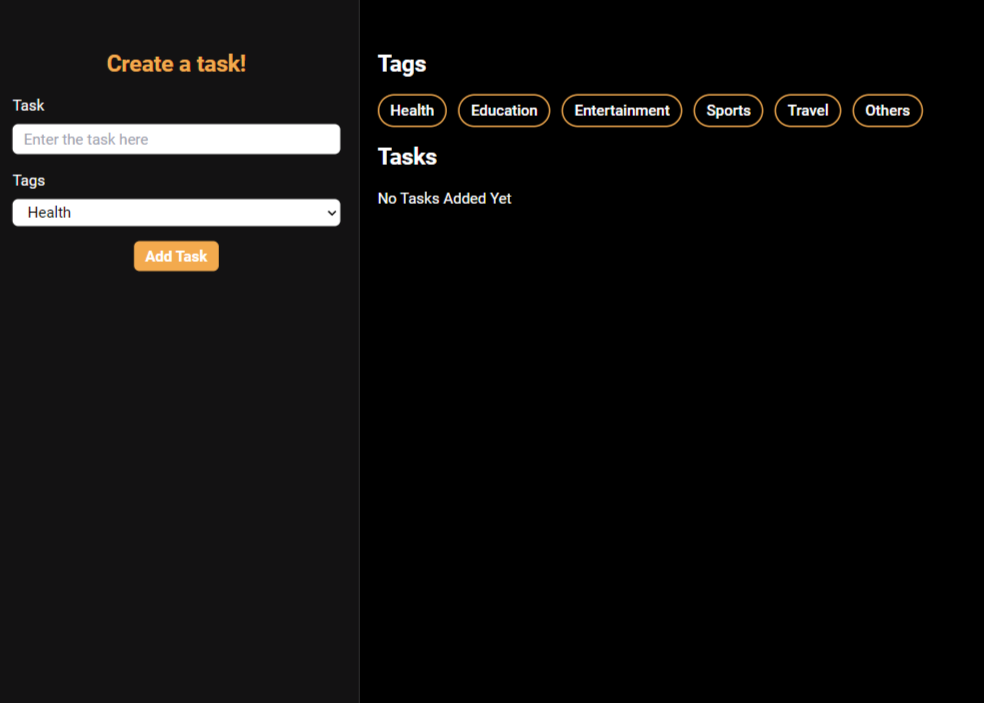 Create a task!
Task
Enter the task here
Tags
Health
Add Task
Tags
Health Education Entertainment Sports Travel Others
Tasks
No Tasks Added Yet